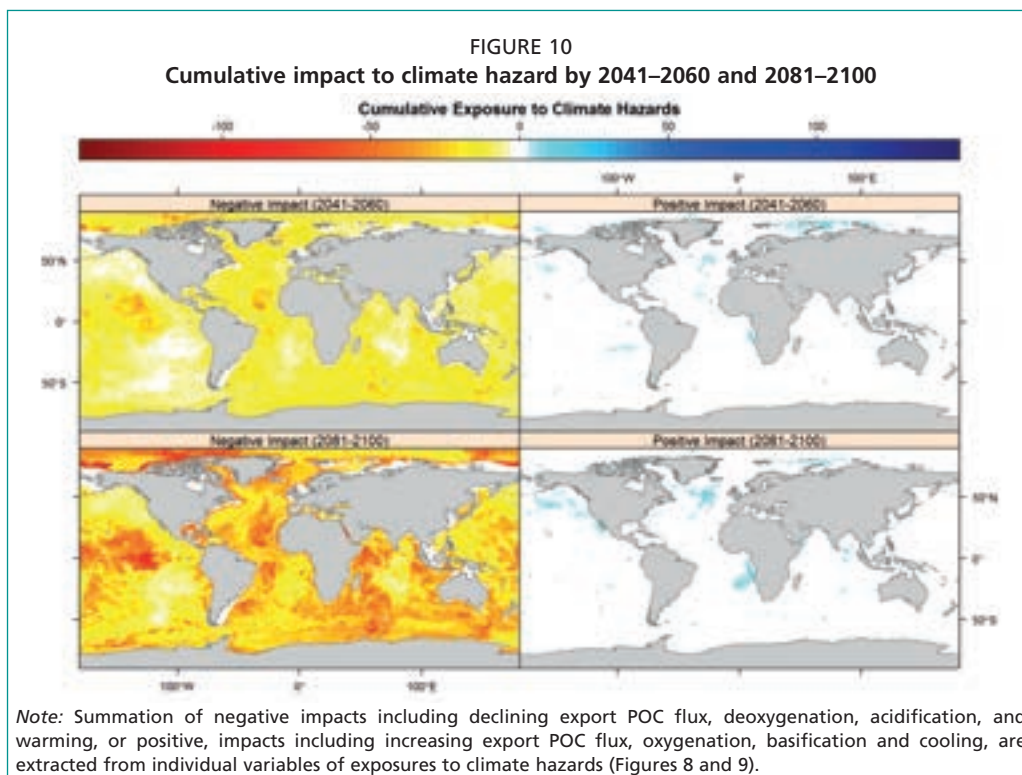 FIGURE 10
Cumulative impact to climate hazard by 2041–2060 and 2081–2100
Cumulative Exposure to Climate Hazards
-100 -50 0 50 100
100°W 0° 100°E
Negative Impact (2041-2060) Positive Impact (2041-2060)
50°N
0°
50°S
Negative Impact (2081-2100) Positive Impact (2081-2100)
50°N
0°
50°S
100°W 0° 100°E
Note: Summation of negative impacts including declining export POC flux, deoxygenation, acidification, and
warming, or positive, impacts including increasing export POC flux, oxygenation, basification and cooling, are
extracted from individual variables of exposures to climate hazards (Figures 8 and 9).